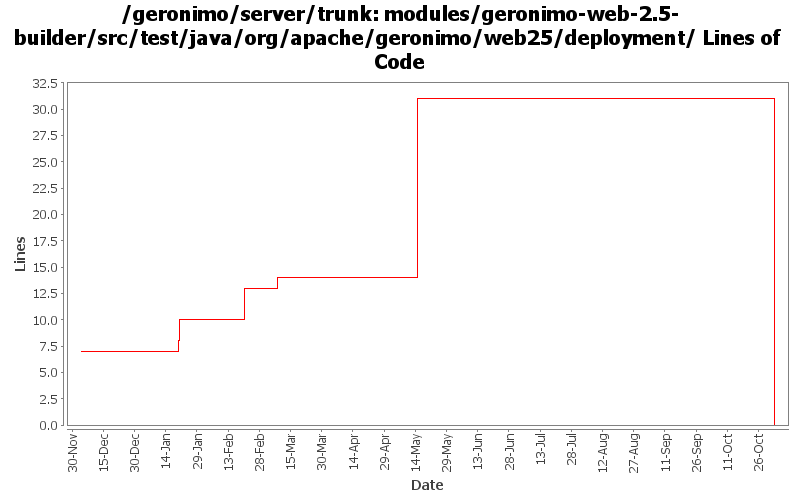 /geronimo/server/trunk: modules/geronimo-web-2.5-
builder/src/test/java/org/apache/geronimo/web25/deployment/ Lines of
Code
32.5
30.0
27.5
25.0
22.5
20.0
17.5
15.0
12.5
10.0
7.5
5.0
2.5
0.0
Lines
30-Nov
15-Dec
30-Dec
14-Jan
29-Jan
13-Feb
28-Feb
15-Mar
30-Mar
14-Apr
29-Apr
14-May
29-May
13-Jun
28-Jun
13-Jul
28-Jul
12-Aug
27-Aug
11-Sep
26-Sep
11-Oct
26-Oct
Date